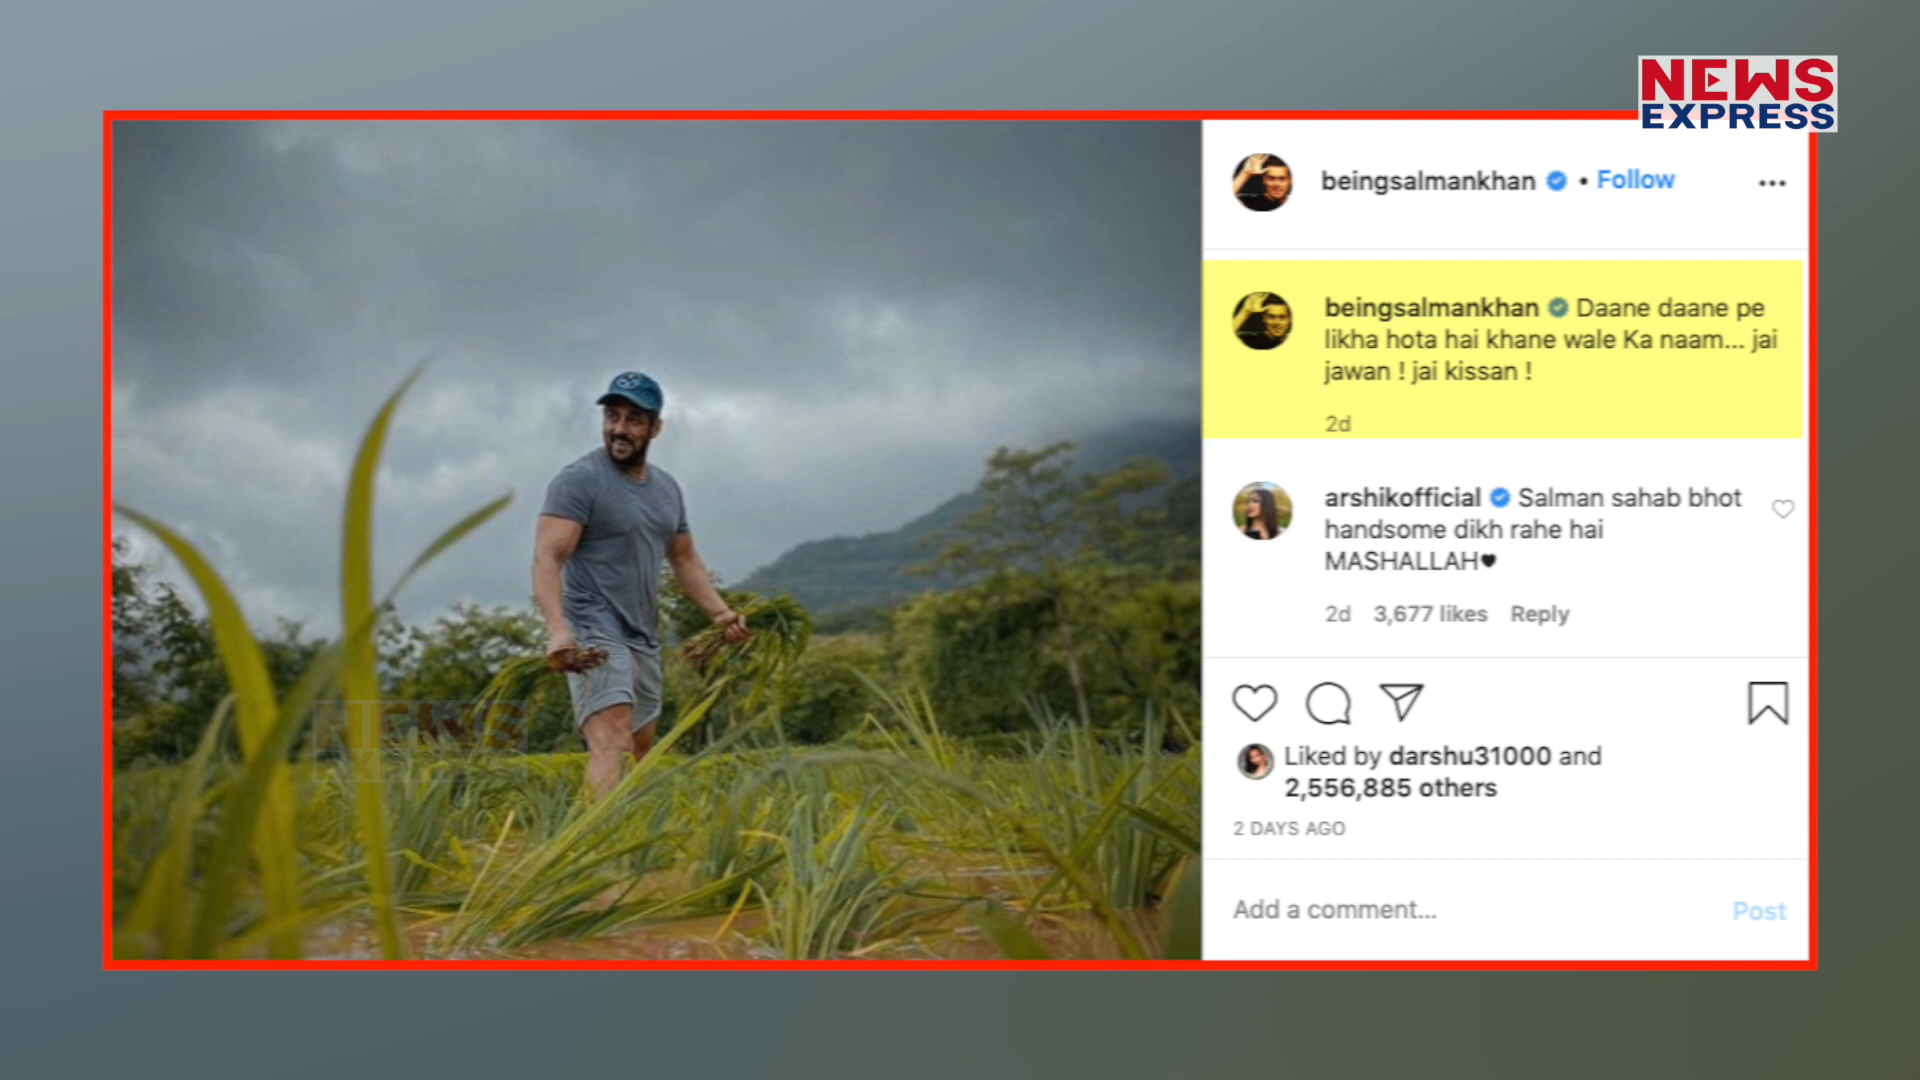 NEWS
EXPRESS
beingsalmankhan • Follow
beingsalmankhan Daane daane pe
likha hota hai khane wale Ka naam... jai
jawan ! jai kissan !
2d
arshikofficial Salman sahab bhot
handsome dikh rahe hai
MASHALLAH🖤
2d 3,677 likes Reply
NEWS
Liked by darshu31000 and
2,556,885 others
2 DAYS AGO
Add a comment... Post